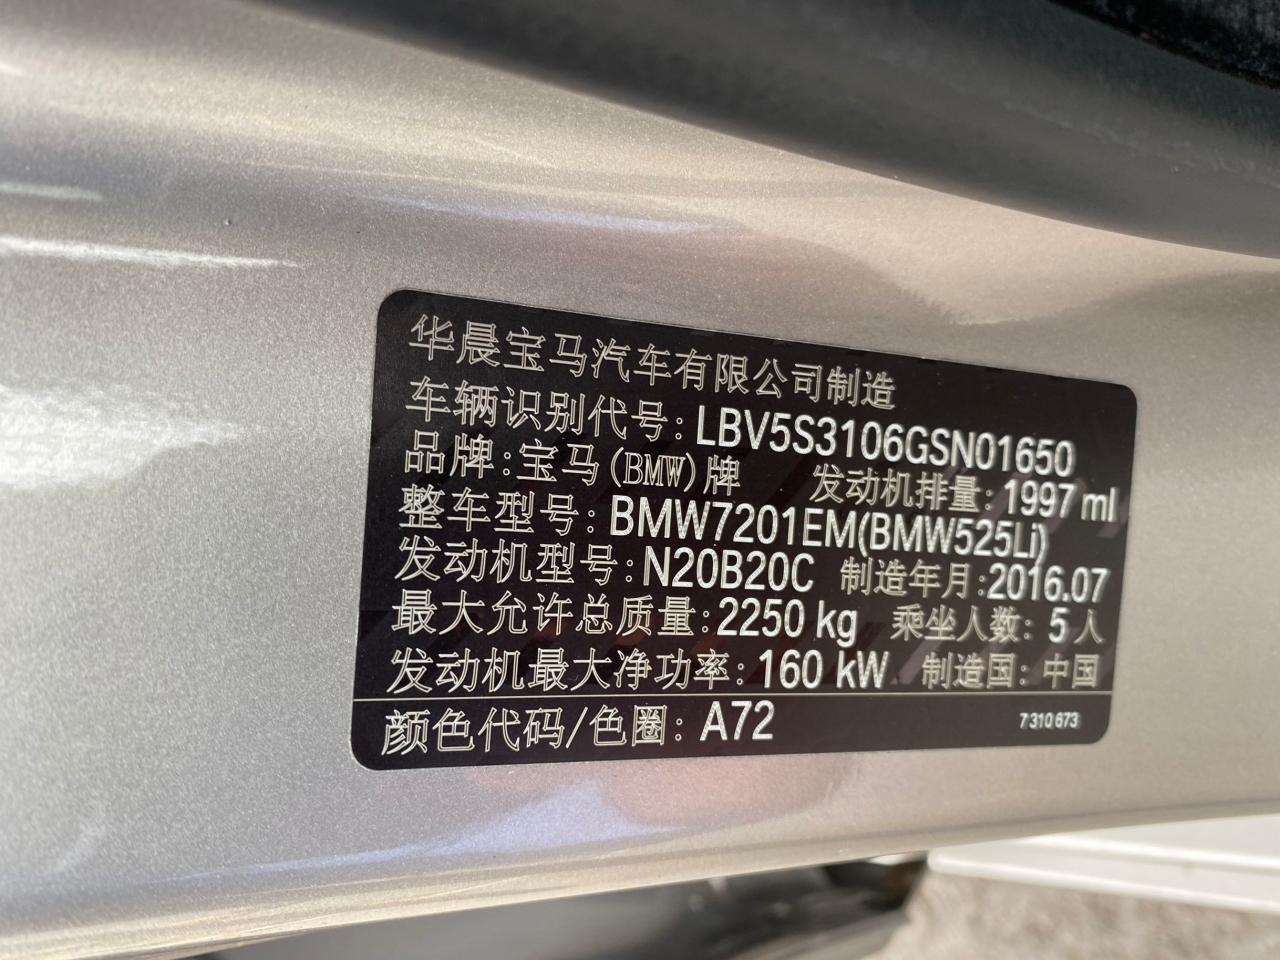 华晨宝马汽车有限公司制造
车辆识别代号: LBV5S3106GSN01650
品牌:宝马(BMW)牌 发动机排量: 1997 ml
整车型号: BMW7201EM(BMW525Li)
发动机型号: N20B20C 制造年月:2016.07
最大允许总质量: 2250 kg 乘坐人数: 5人
发动机最大净功率: 160 kW 制造国: 中国
颜色代码/色圈: A72 7 310 673